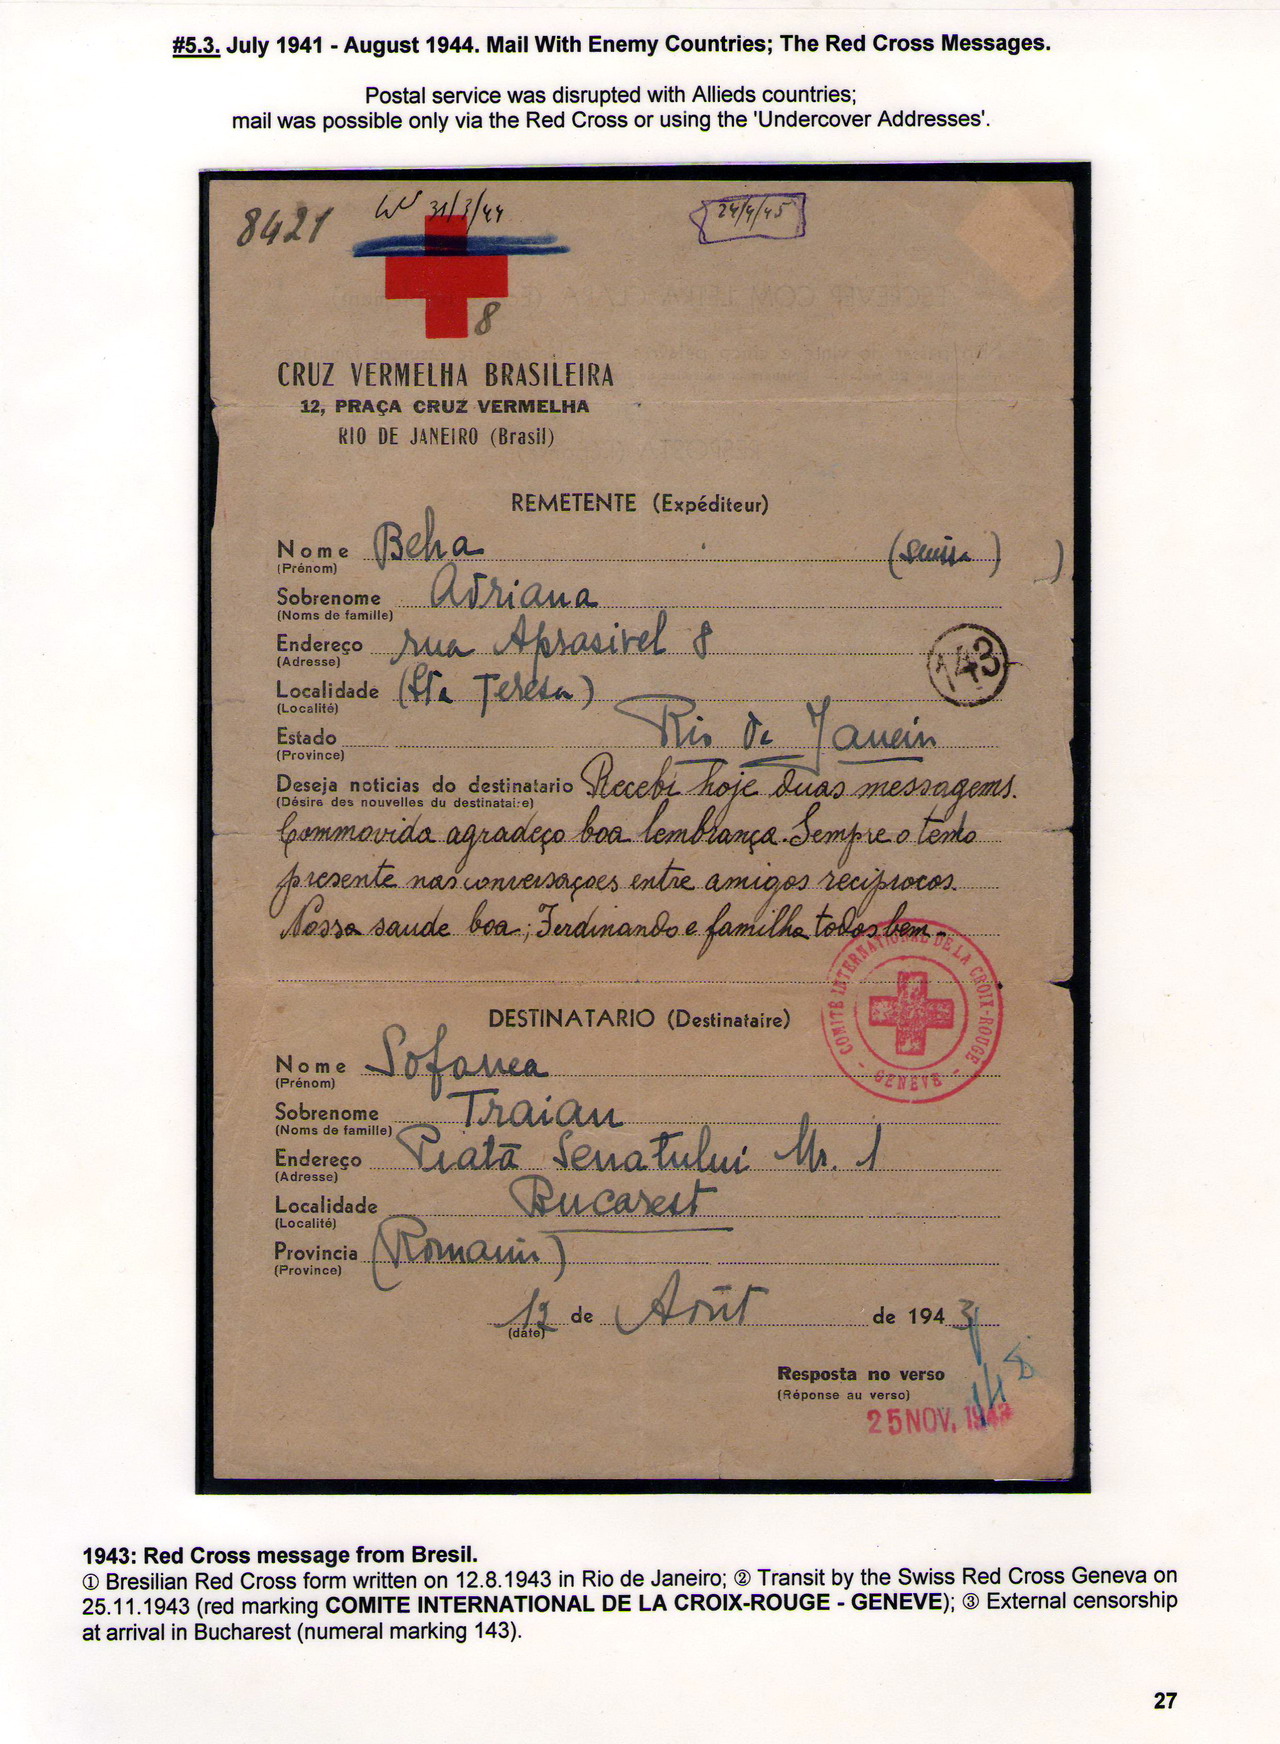 #5.3. July 1941 - August 1944. Mail With Enemy Countries; The Red Cross Messages.
Postal service was disrupted with Allieds countries;
mail was possible only via the Red Cross or using the 'Undercover Addresses'.
8421
31/3/44
24/4/45
8
CRUZ VERMELHA BRASILEIRA
12, PRAÇA CRUZ VERMELHA
RIO DE JANEIRO (Brasil)
REMETENTE (Expéditeur)
Nome Beha
(Prénom)
Sobrenome Adriana
(Noms de famille)
Endereço rua Aprasivel 8
(Adresse)
143
Localidade (Sta Teresa)
(Localité)
Estado Rio de Janeiro
(Province)
Deseja noticias do destinatario Recebi hoje duas messagems.
(Désire des nouvelles du destinataire)
Commovida agradeço boa lembrança. Sempre o tenho
presente nas conversaçoes entre amigos reciprocos.
Nossa saude boa; Ferdinando e familha todos bem.-
COMITÉ INTERNATIONAL DE LA CROIX-ROUGE - GENÈVE -
DESTINATARIO (Destinataire)
Nome Sofonea
(Prénom)
Sobrenome Traian
(Noms de famille)
Endereço Piatā Senatului Nr. 1
(Adresse)
Localidade Bucarest
(Localité)
Provincia (Romania)
(Province)
12 de Août de 1943
(date)
Resposta no verso
(Réponse au verso)
25 NOV. 1943
1943: Red Cross message from Bresil.
① Bresilian Red Cross form written on 12.8.1943 in Rio de Janeiro; ② Transit by the Swiss Red Cross Geneva on
25.11.1943 (red marking COMITE INTERNATIONAL DE LA CROIX-ROUGE - GENEVE); ③ External censorship
at arrival in Bucharest (numeral marking 143).
27